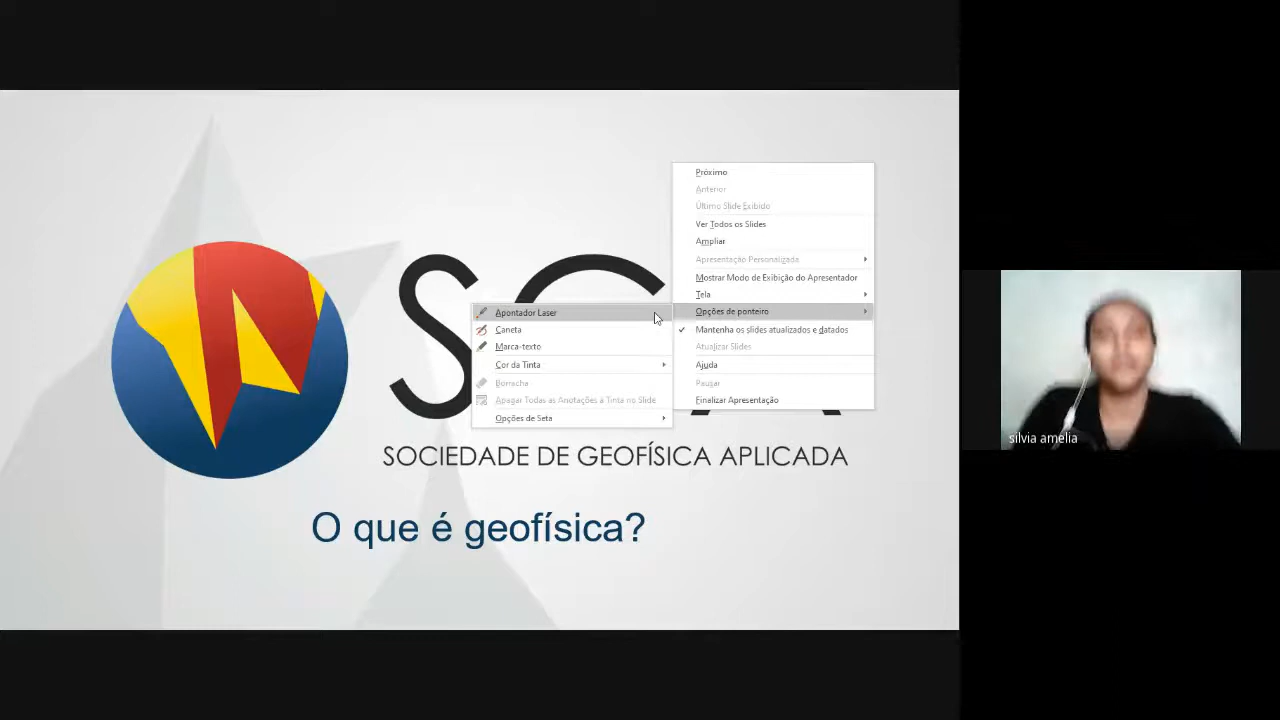 Próximo
Anterior
Último Slide Exibido
Ver Todos os Slides
Ampliar
Apresentação Personalizada
Mostrar Modo de Exibição do Apresentador
Tela
Opções de ponteiro
Mantenha os slides atualizados e datados
Atualizar Slides
Ajuda
Pausar
Finalizar Apresentação
Apontador Laser
Caneta
Marca-texto
Cor da Tinta
Borracha
Apagar Todas as Anotações à Tinta no Slide
Opções de Seta
SOCIEDADE DE GEOFÍSICA APLICADA
O que é geofísica?
silvia amelia